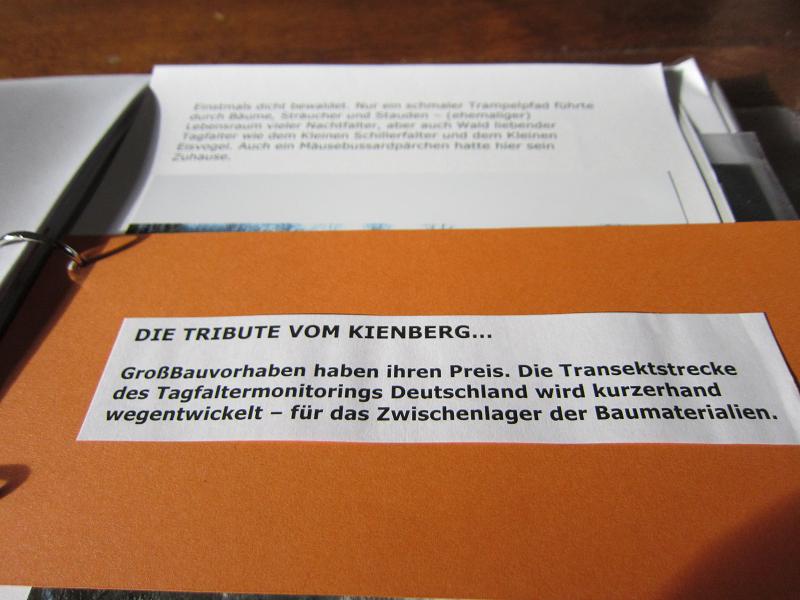 Einstmals dicht bewaldet. Nur ein schmaler Trampelpfad führte
durch Bäume, Sträucher und Stauden – (ehemaliger)
Lebensraum vieler Nachtfalter, aber auch Wald liebender
Tagfalter wie dem Kleinen Schillerfalter und dem Kleinen
Eisvogel. Auch ein Mäusebussardpärchen hatte hier sein
Zuhause.
DIE TRIBUTE VOM KIENBERG...
GroßBauvorhaben haben ihren Preis. Die Transektstrecke
des Tagfaltermonitorings Deutschland wird kurzerhand
wegentwickelt – für das Zwischenlager der Baumaterialien.